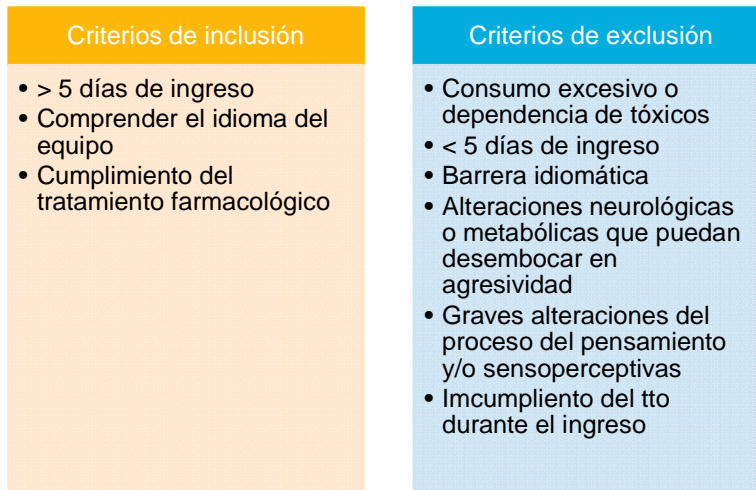 Criterios de inclusión
• > 5 días de ingreso
• Comprender el idioma del
equipo
• Cumplimiento del
tratamiento farmacológico
Criterios de exclusión
• Consumo excesivo o
dependencia de tóxicos
• < 5 días de ingreso
• Barrera idiomática
• Alteraciones neurológicas
o metabólicas que puedan
desembocar en
agresividad
• Graves alteraciones del
proceso del pensamiento
y/o sensoperceptivas
• Imcumpliento del tto
durante el ingreso